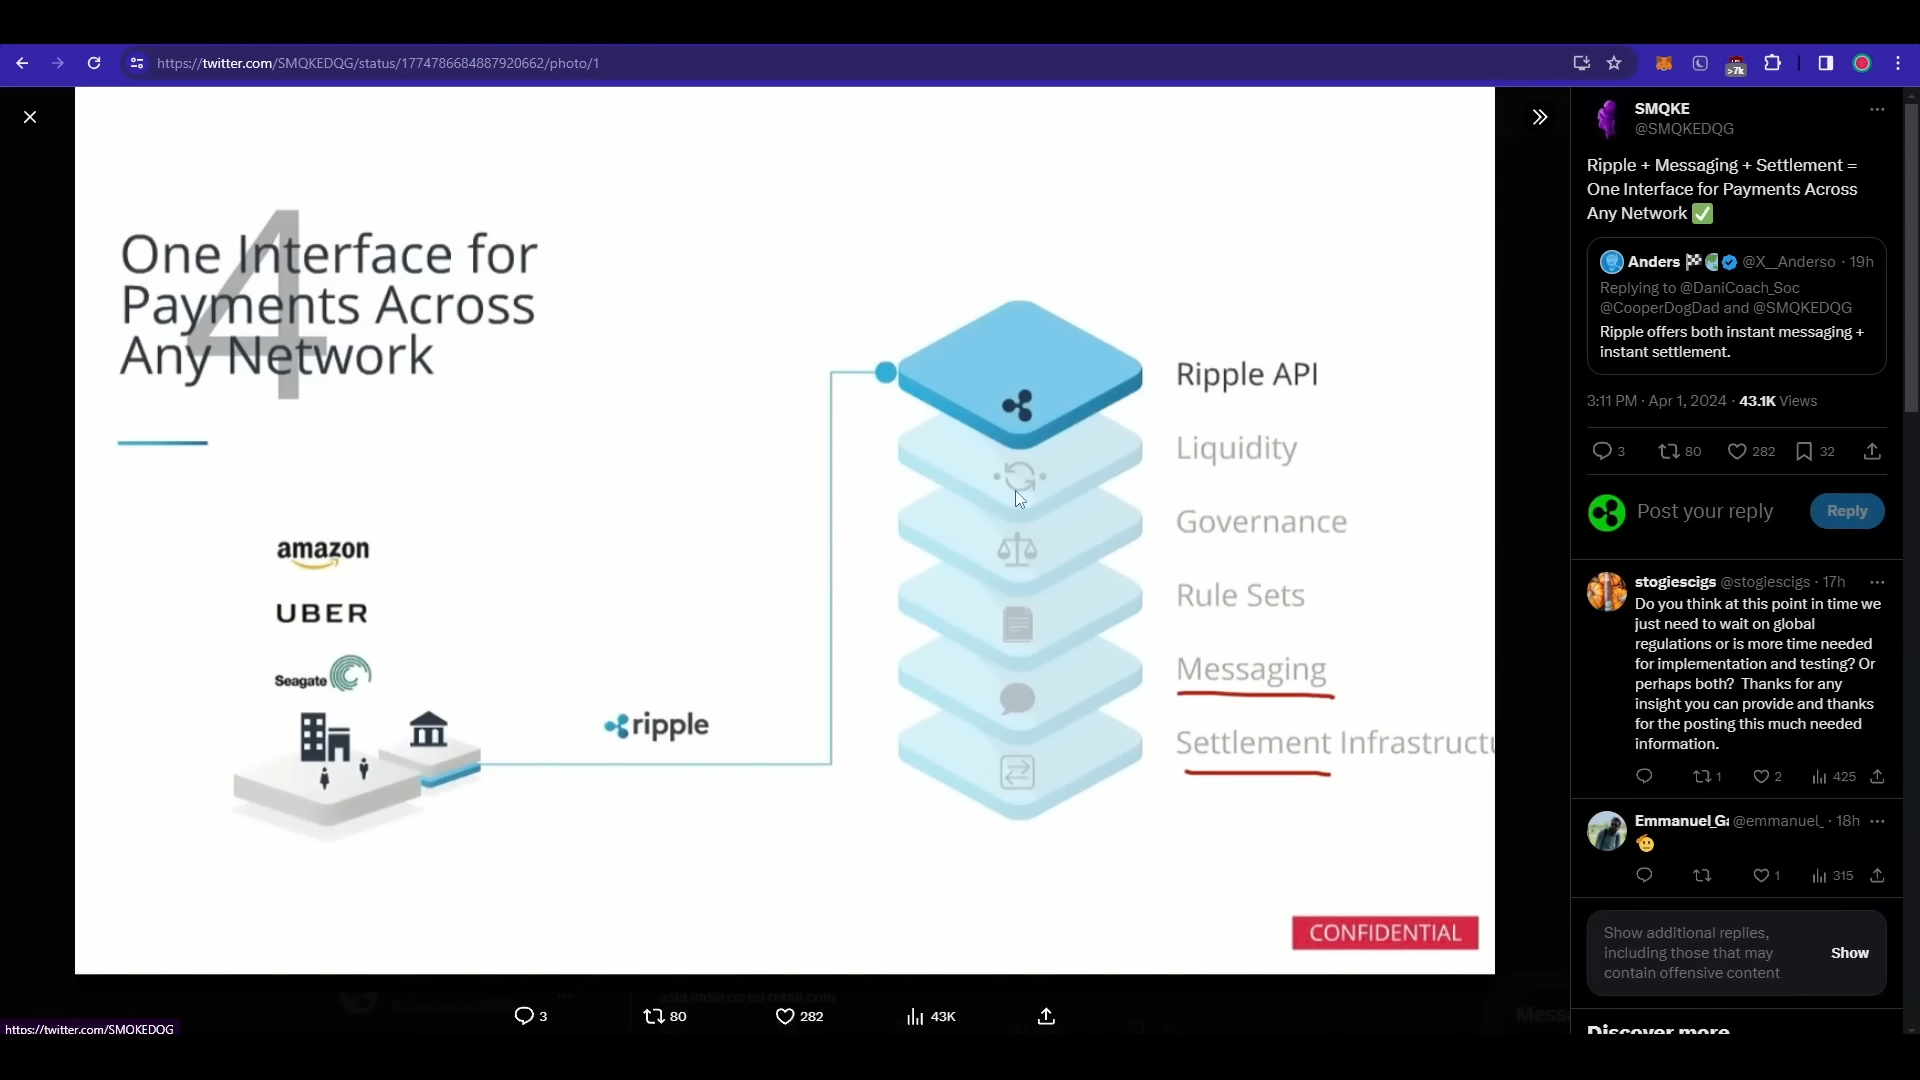 https://twitter.com/SMQKEDQG/status/1774786684887920662/photo/1
>7k
4
One Interface for
Payments Across
Any Network
amazon
UBER
Seagate
ripple
Ripple API
Liquidity
Governance
Rule Sets
Messaging
Settlement Infrastructu
CONFIDENTIAL
3
80
282
43K
https://twitter.com/SMQKEDQG
SMQKE
@SMQKEDQG
Ripple + Messaging + Settlement =
One Interface for Payments Across
Any Network ✅
Anders @X__Anderso · 19h
Replying to @DaniCoach_Soc
@CooperDogDad and @SMQKEDQG
Ripple offers both instant messaging +
instant settlement.
3:11 PM · Apr 1, 2024 · 43.1K Views
3 80 282 32
Post your reply Reply
stogiescigs @stogiescigs · 17h
Do you think at this point in time we
just need to wait on global
regulations or is more time needed
for implementation and testing? Or
perhaps both? Thanks for any
insight you can provide and thanks
for the posting this much needed
information.
1 2 425
Emmanuel_Ga @emmanuel_ · 18h
1 315
Show additional replies,
including those that may
contain offensive content
Show
Discover more